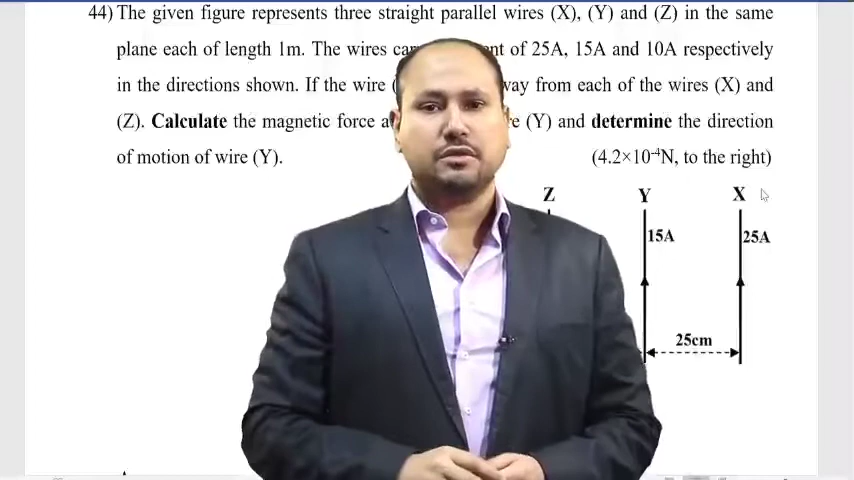 44) The given figure represents three straight parallel wires (X), (Y) and (Z) in the same
plane each of length 1m. The wires of 25A, 15A and 10A respectively
in the directions shown. If the wire from each of the wires (X) and
(Z). Calculate the magnetic force (Y) and determine the direction
of motion of wire (Y). (4.2×10⁻⁴N, to the right)
Z Y X
15A 25A
25cm